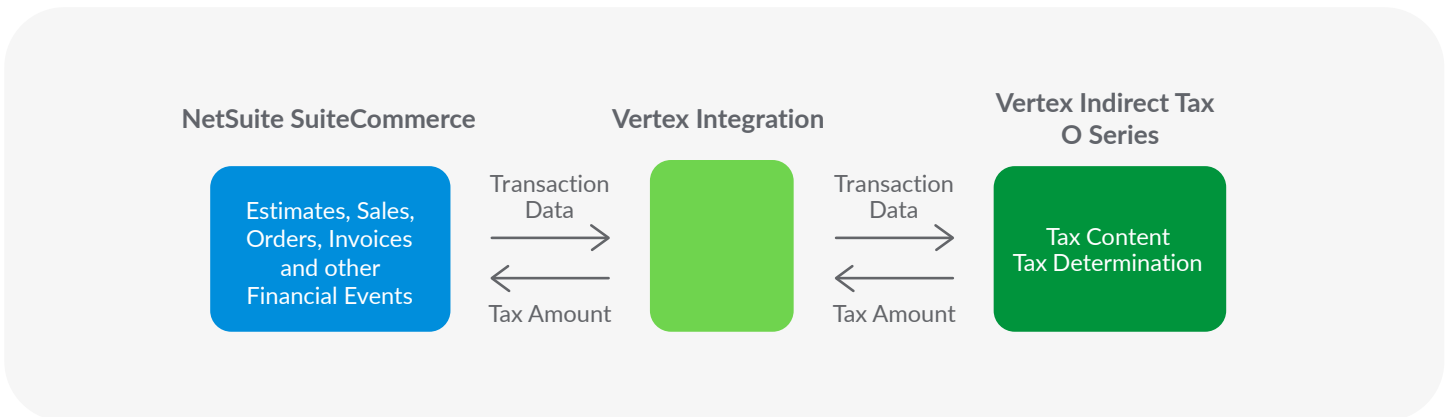 NetSuite SuiteCommerce
Vertex Integration
Vertex Indirect Tax
O Series
Estimates, Sales,
Orders, Invoices
and other
Financial Events
Transaction
Data
Tax Amount
Transaction
Data
Tax Amount
Tax Content
Tax Determination